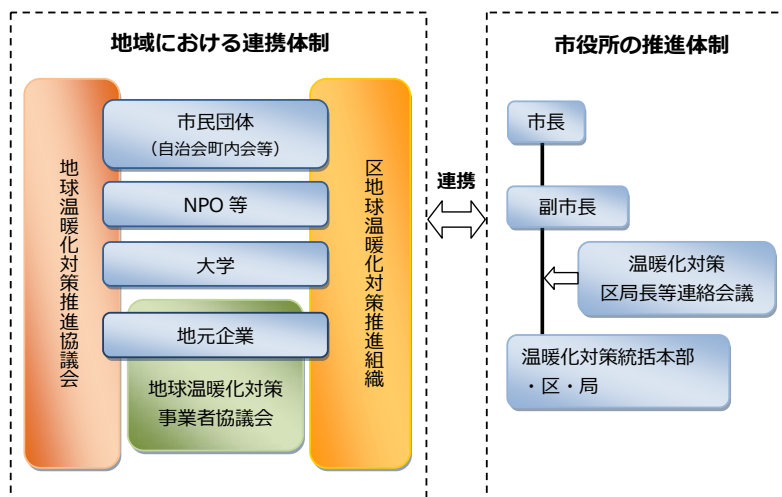 地域における連携体制
地球温暖化対策推進協議会
市民団体
（自治会町内会等）
NPO 等
大学
地元企業
地球温暖化対策
事業者協議会
区地球温暖化対策推進組織
連携
市役所の推進体制
市長
副市長
温暖化対策
区局長等連絡会議
温暖化対策統括本部
・区・局